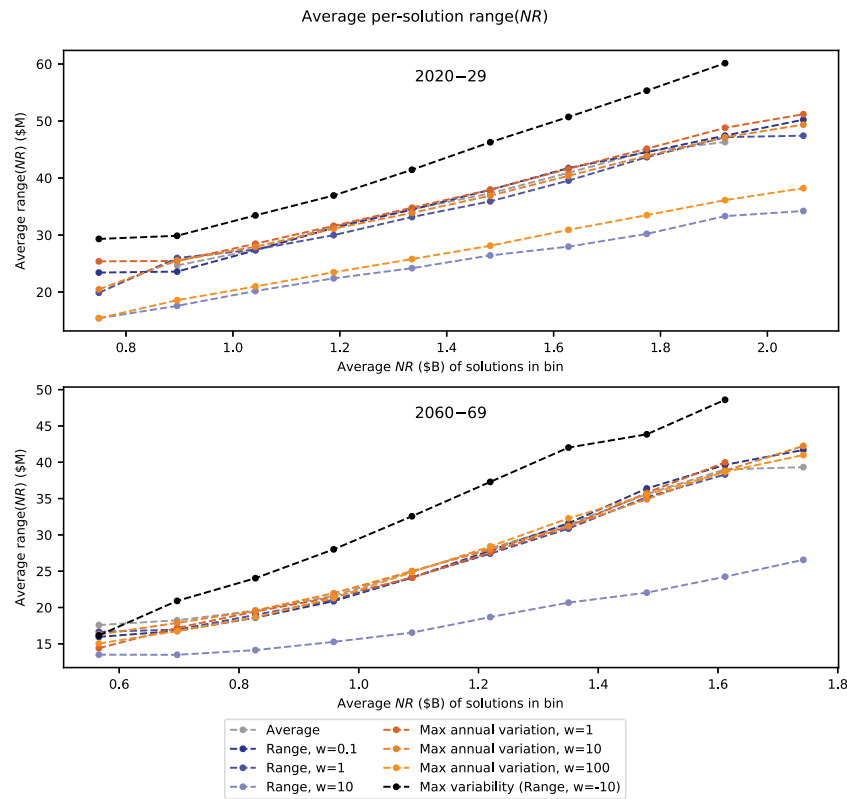 Average per-solution range(NR)
2020−29
Average range(NR) ($M)
60
50
40
30
20
0.8 1.0 1.2 1.4 1.6 1.8 2.0
Average NR ($B) of solutions in bin
2060−69
Average range(NR) ($M)
50
45
40
35
30
25
20
15
0.6 0.8 1.0 1.2 1.4 1.6 1.8
Average NR ($B) of solutions in bin
Average
Range, w=0.1
Range, w=1
Range, w=10
Max annual variation, w=1
Max annual variation, w=10
Max annual variation, w=100
Max variability (Range, w=-10)